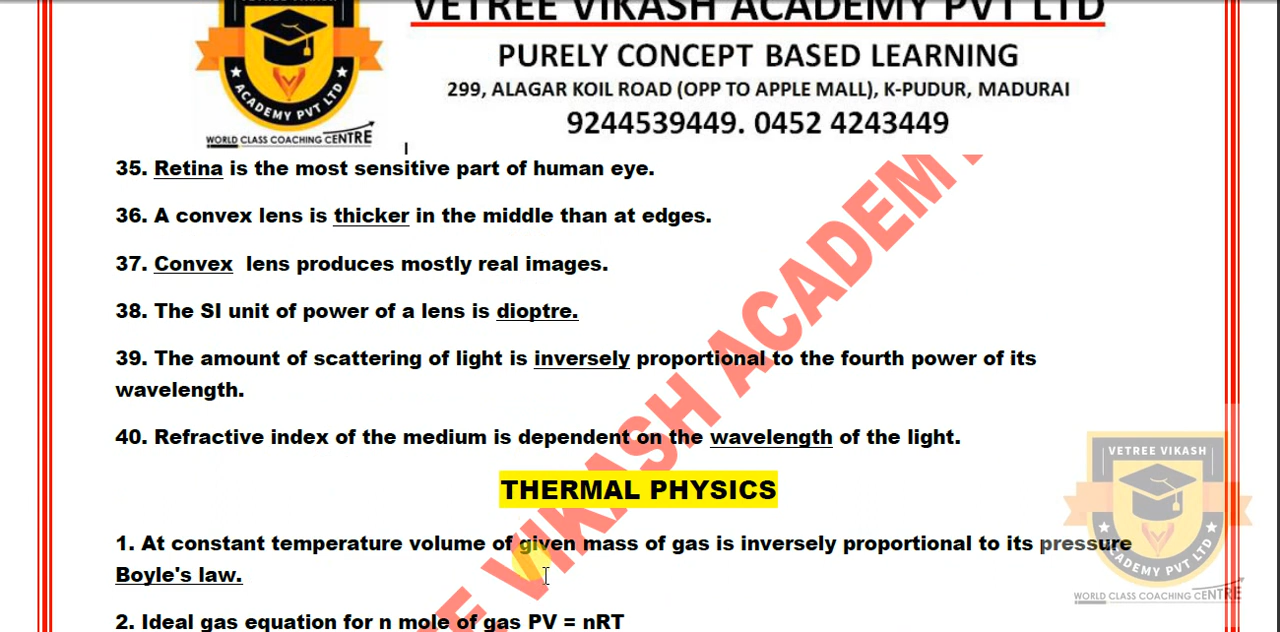 VETREE VIKASH ACADEMY PVT LTD
PURELY CONCEPT BASED LEARNING
299, ALAGAR KOIL ROAD (OPP TO APPLE MALL), K-PUDUR, MADURAI
9244539449. 0452 4243449
ACADEMY PVT LTD
WORLD CLASS COACHING CENTRE
35. Retina is the most sensitive part of human eye.
36. A convex lens is thicker in the middle than at edges.
37. Convex lens produces mostly real images.
38. The SI unit of power of a lens is dioptre.
39. The amount of scattering of light is inversely proportional to the fourth power of its
wavelength.
40. Refractive index of the medium is dependent on the wavelength of the light.
THERMAL PHYSICS
1. At constant temperature volume of given mass of gas is inversely proportional to its pressure
Boyle's law.
2. Ideal gas equation for n mole of gas PV = nRT
VIKASH ACADEMY
VETREE VIKASH
ACADEMY PVT LTD
WORLD CLASS COACHING CENTRE